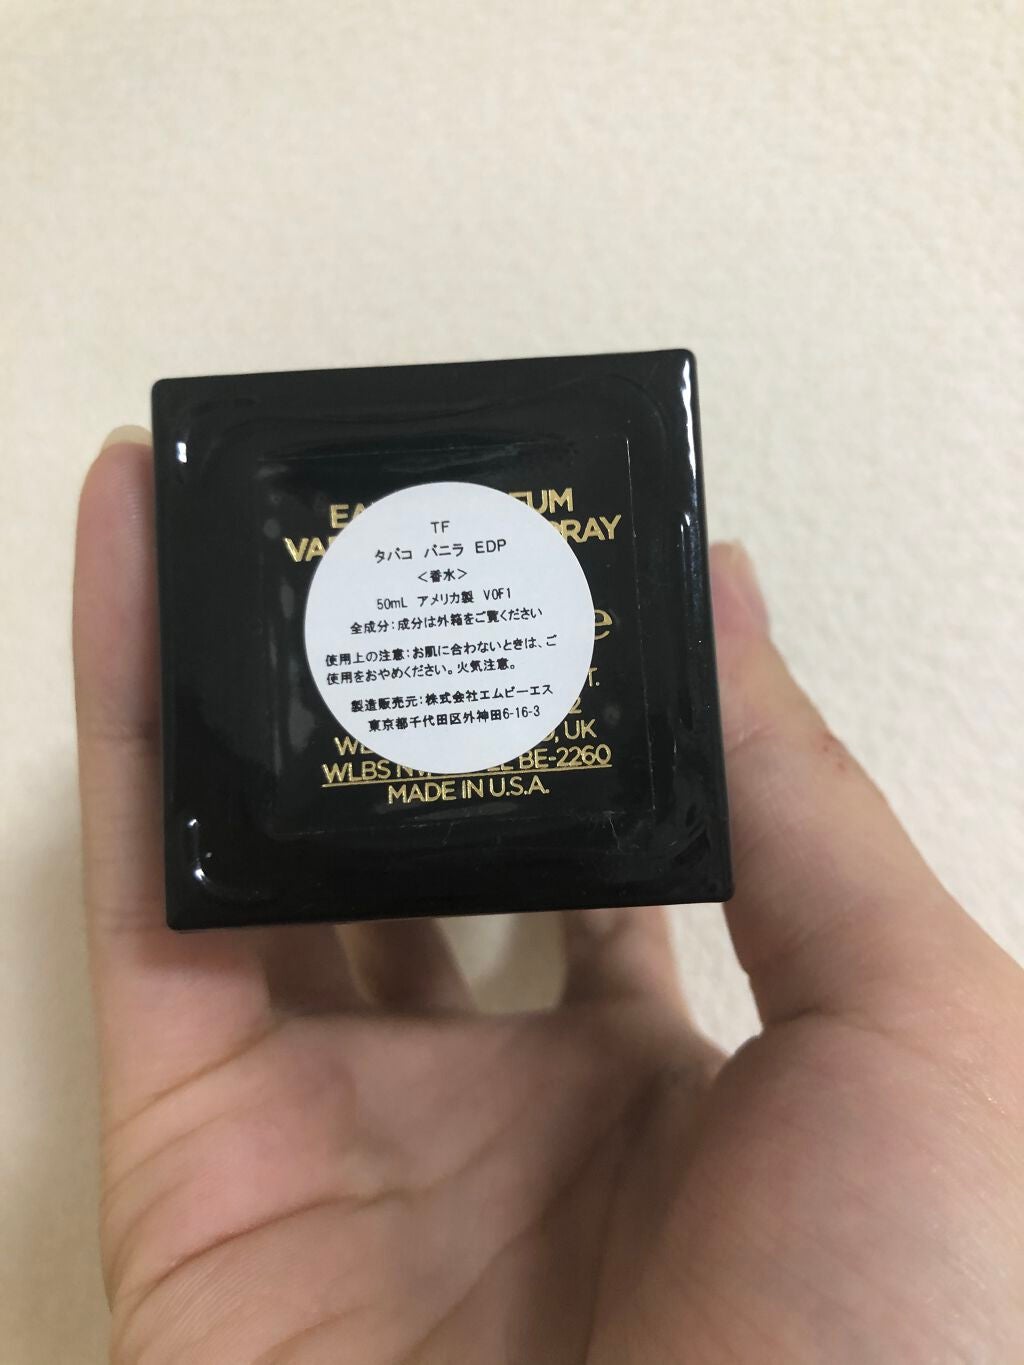 TF
タバコ バニラ EDP
<香水>
50mL アメリカ製 V0F1
全成分:成分は外箱をご覧ください
使用上の注意:お肌に合わないときは、ご
使用をおやめください。火気注意。
製造販売元:株式会社エムビーエス
東京都千代田区外神田6-16-3
UK
WLBS BE-2260
MADE IN U.S.A.